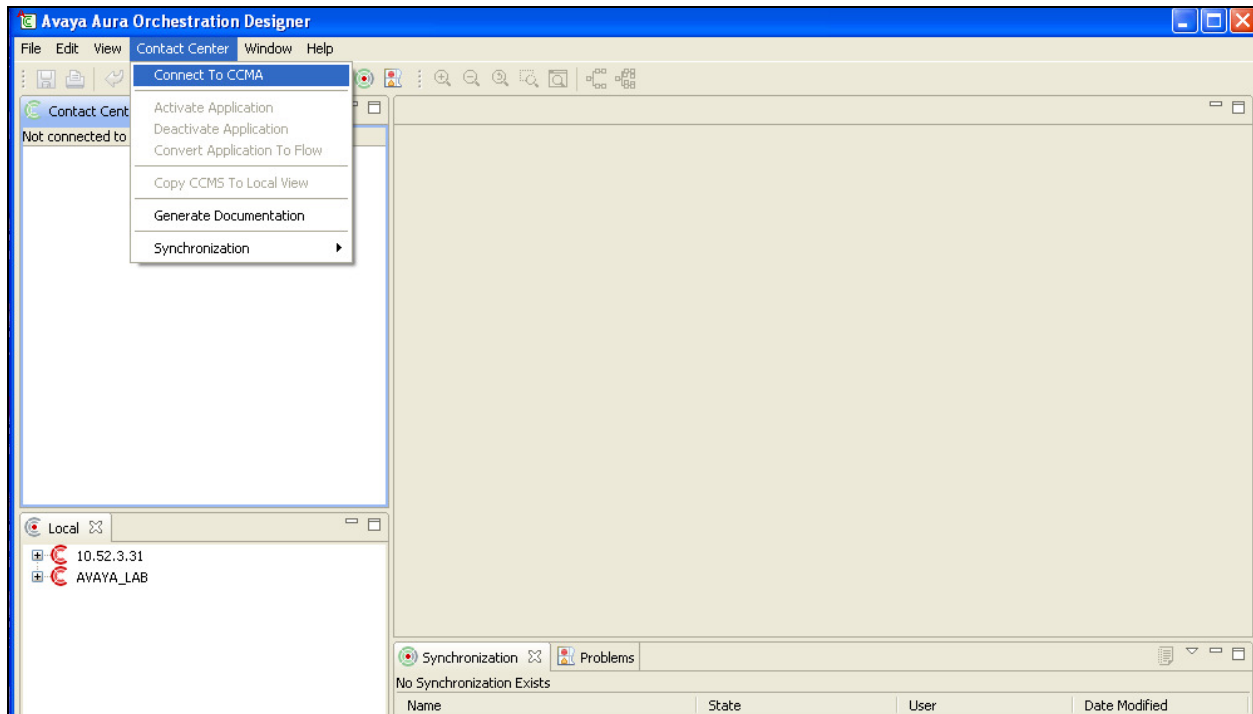 Avaya Aura Orchestration Designer
File Edit View Contact Center Window Help
Connect To CCMA
Activate Application
Deactivate Application
Convert Application To Flow
Copy CCMS To Local View
Generate Documentation
Synchronization
Contact Cent
Not connected to
Local
10.52.3.31
AVAYA_LAB
Synchronization Problems
No Synchronization Exists
Name State User Date Modified